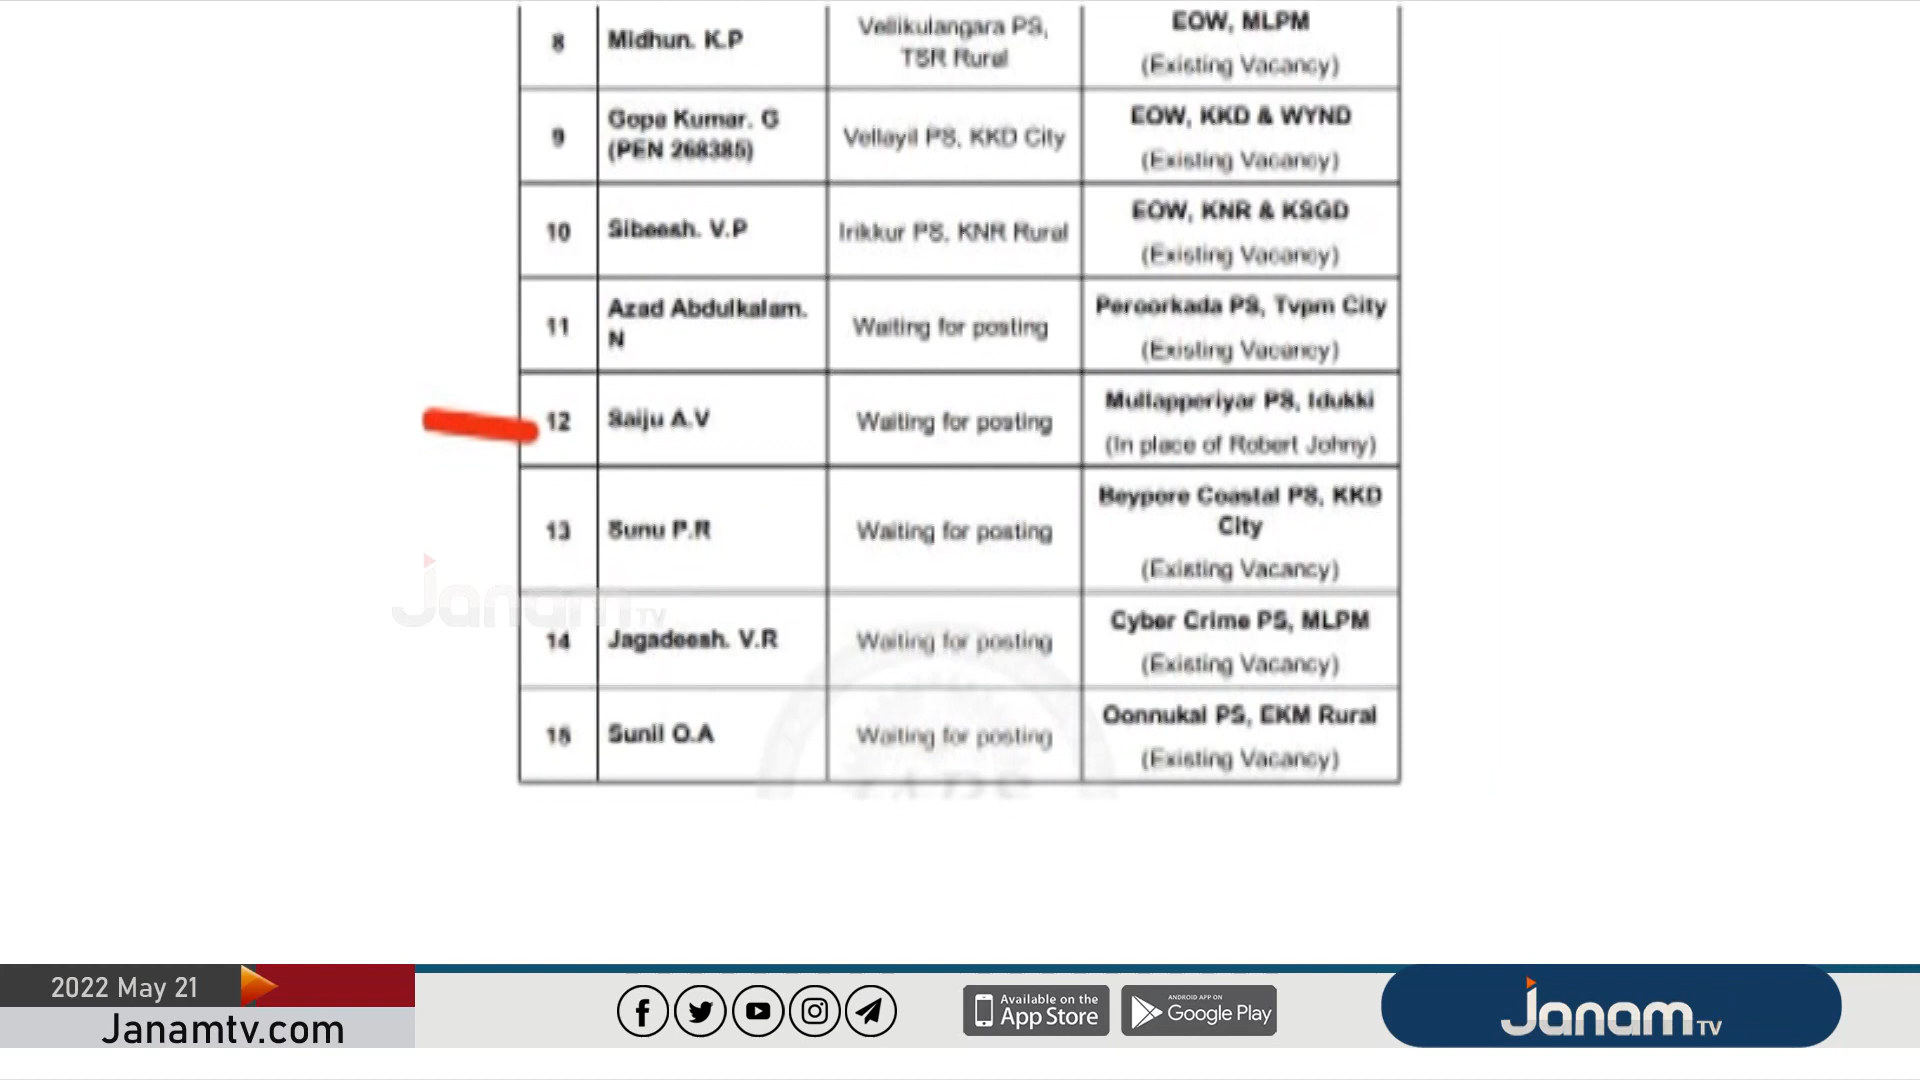 8 Midhun. K.P Vellikulangara PS, TSR Rural EOW, MLPM (Existing Vacancy)
9 Gopa Kumar. G (PEN 268385) Vellayil PS, KKD City EOW, KKD & WYND (Existing Vacancy)
10 Sibeesh. V.P Irikkur PS, KNR Rural EOW, KNR & KSGD (Existing Vacancy)
11 Azad Abdulkalam. N Waiting for posting Peroorkada PS, Tvpm City (Existing Vacancy)
12 Saiju A.V Waiting for posting Mullapperiyar PS, Idukki (In place of Robert Johny)
13 Sunu P.R Waiting for posting Beypore Coastal PS, KKD City (Existing Vacancy)
14 Jagadeesh. V.R Waiting for posting Cyber Crime PS, MLPM (Existing Vacancy)
15 Sunil O.A Waiting for posting Oonnukal PS, EKM Rural (Existing Vacancy)
Janam TV
2022 May 21
Janamtv.com
Available on the
App Store
ANDROID APP ON
Google Play
Janam TV